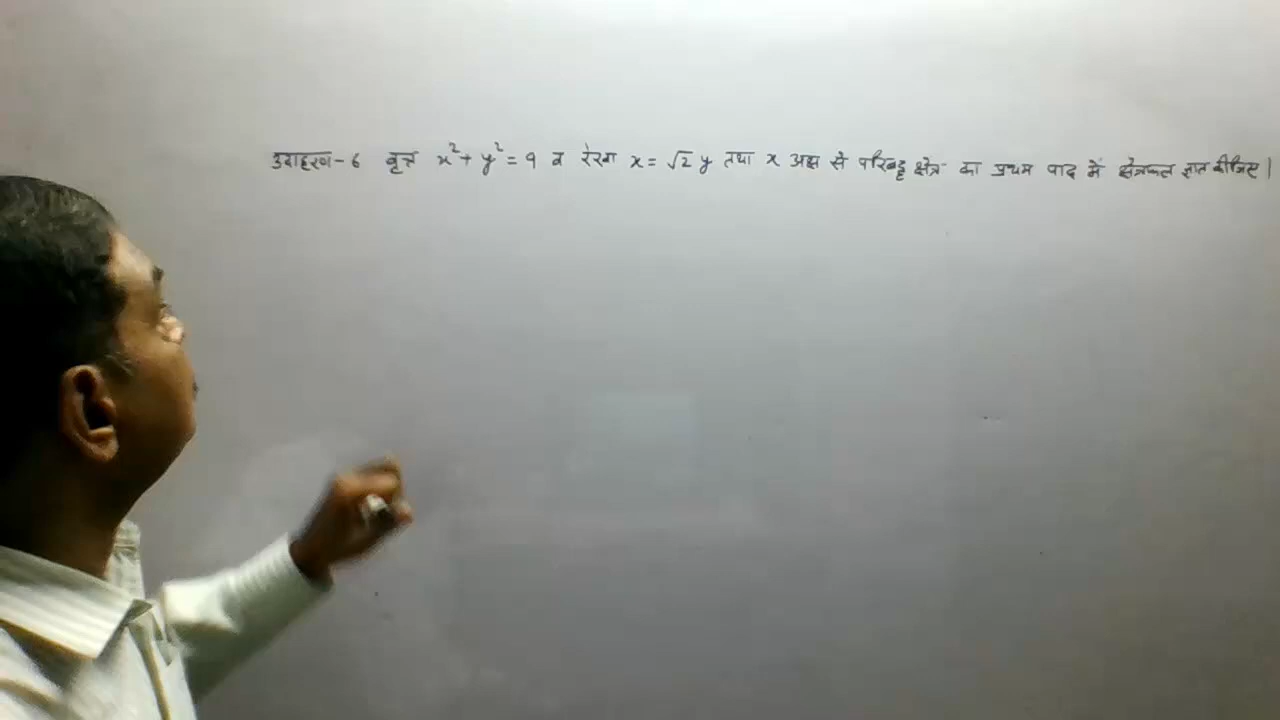 उदाहरण-6 वृत्त x² + y² = 9 व रेखा x = √2 y तथा x अक्ष से परिबद्ध क्षेत्र का प्रथम पाद में क्षेत्रफल ज्ञात कीजिए।